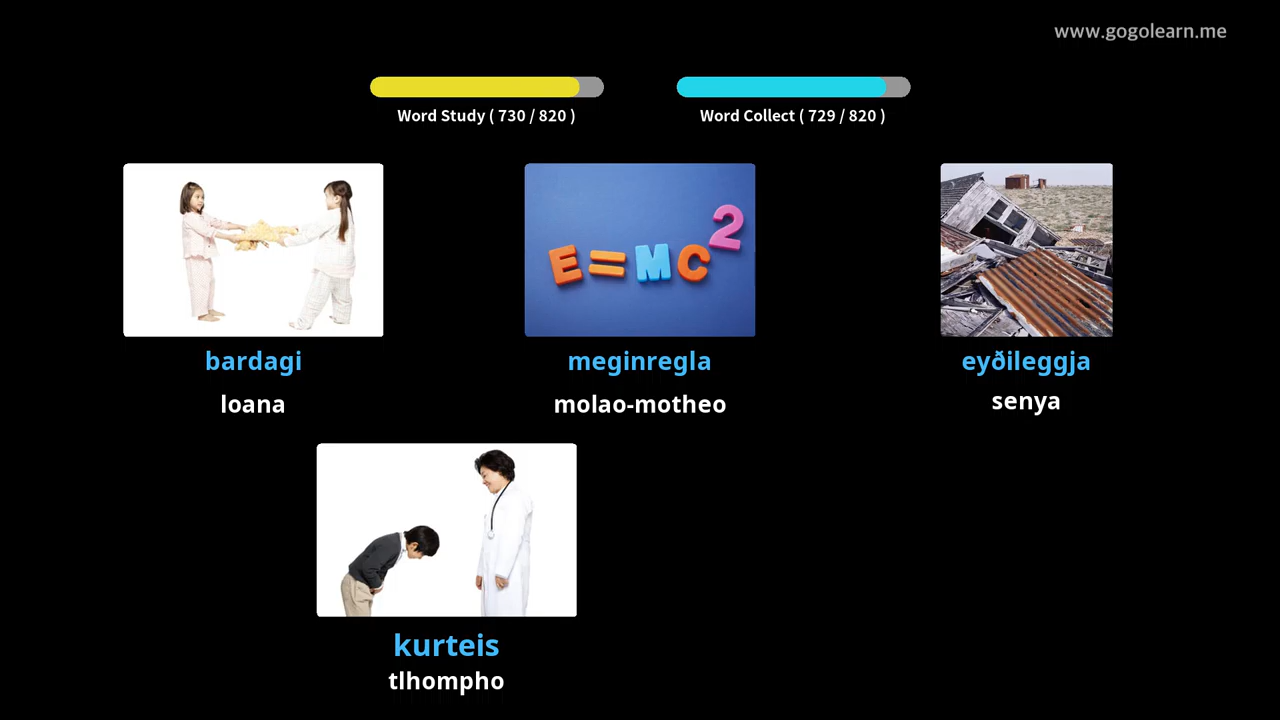 www.gogolearn.me
Word Study ( 730 / 820 )
Word Collect ( 729 / 820 )
E=MC2
bardagi
meginregla
eyðileggja
loana
molao-motheo
senya
kurteis
tlhompho